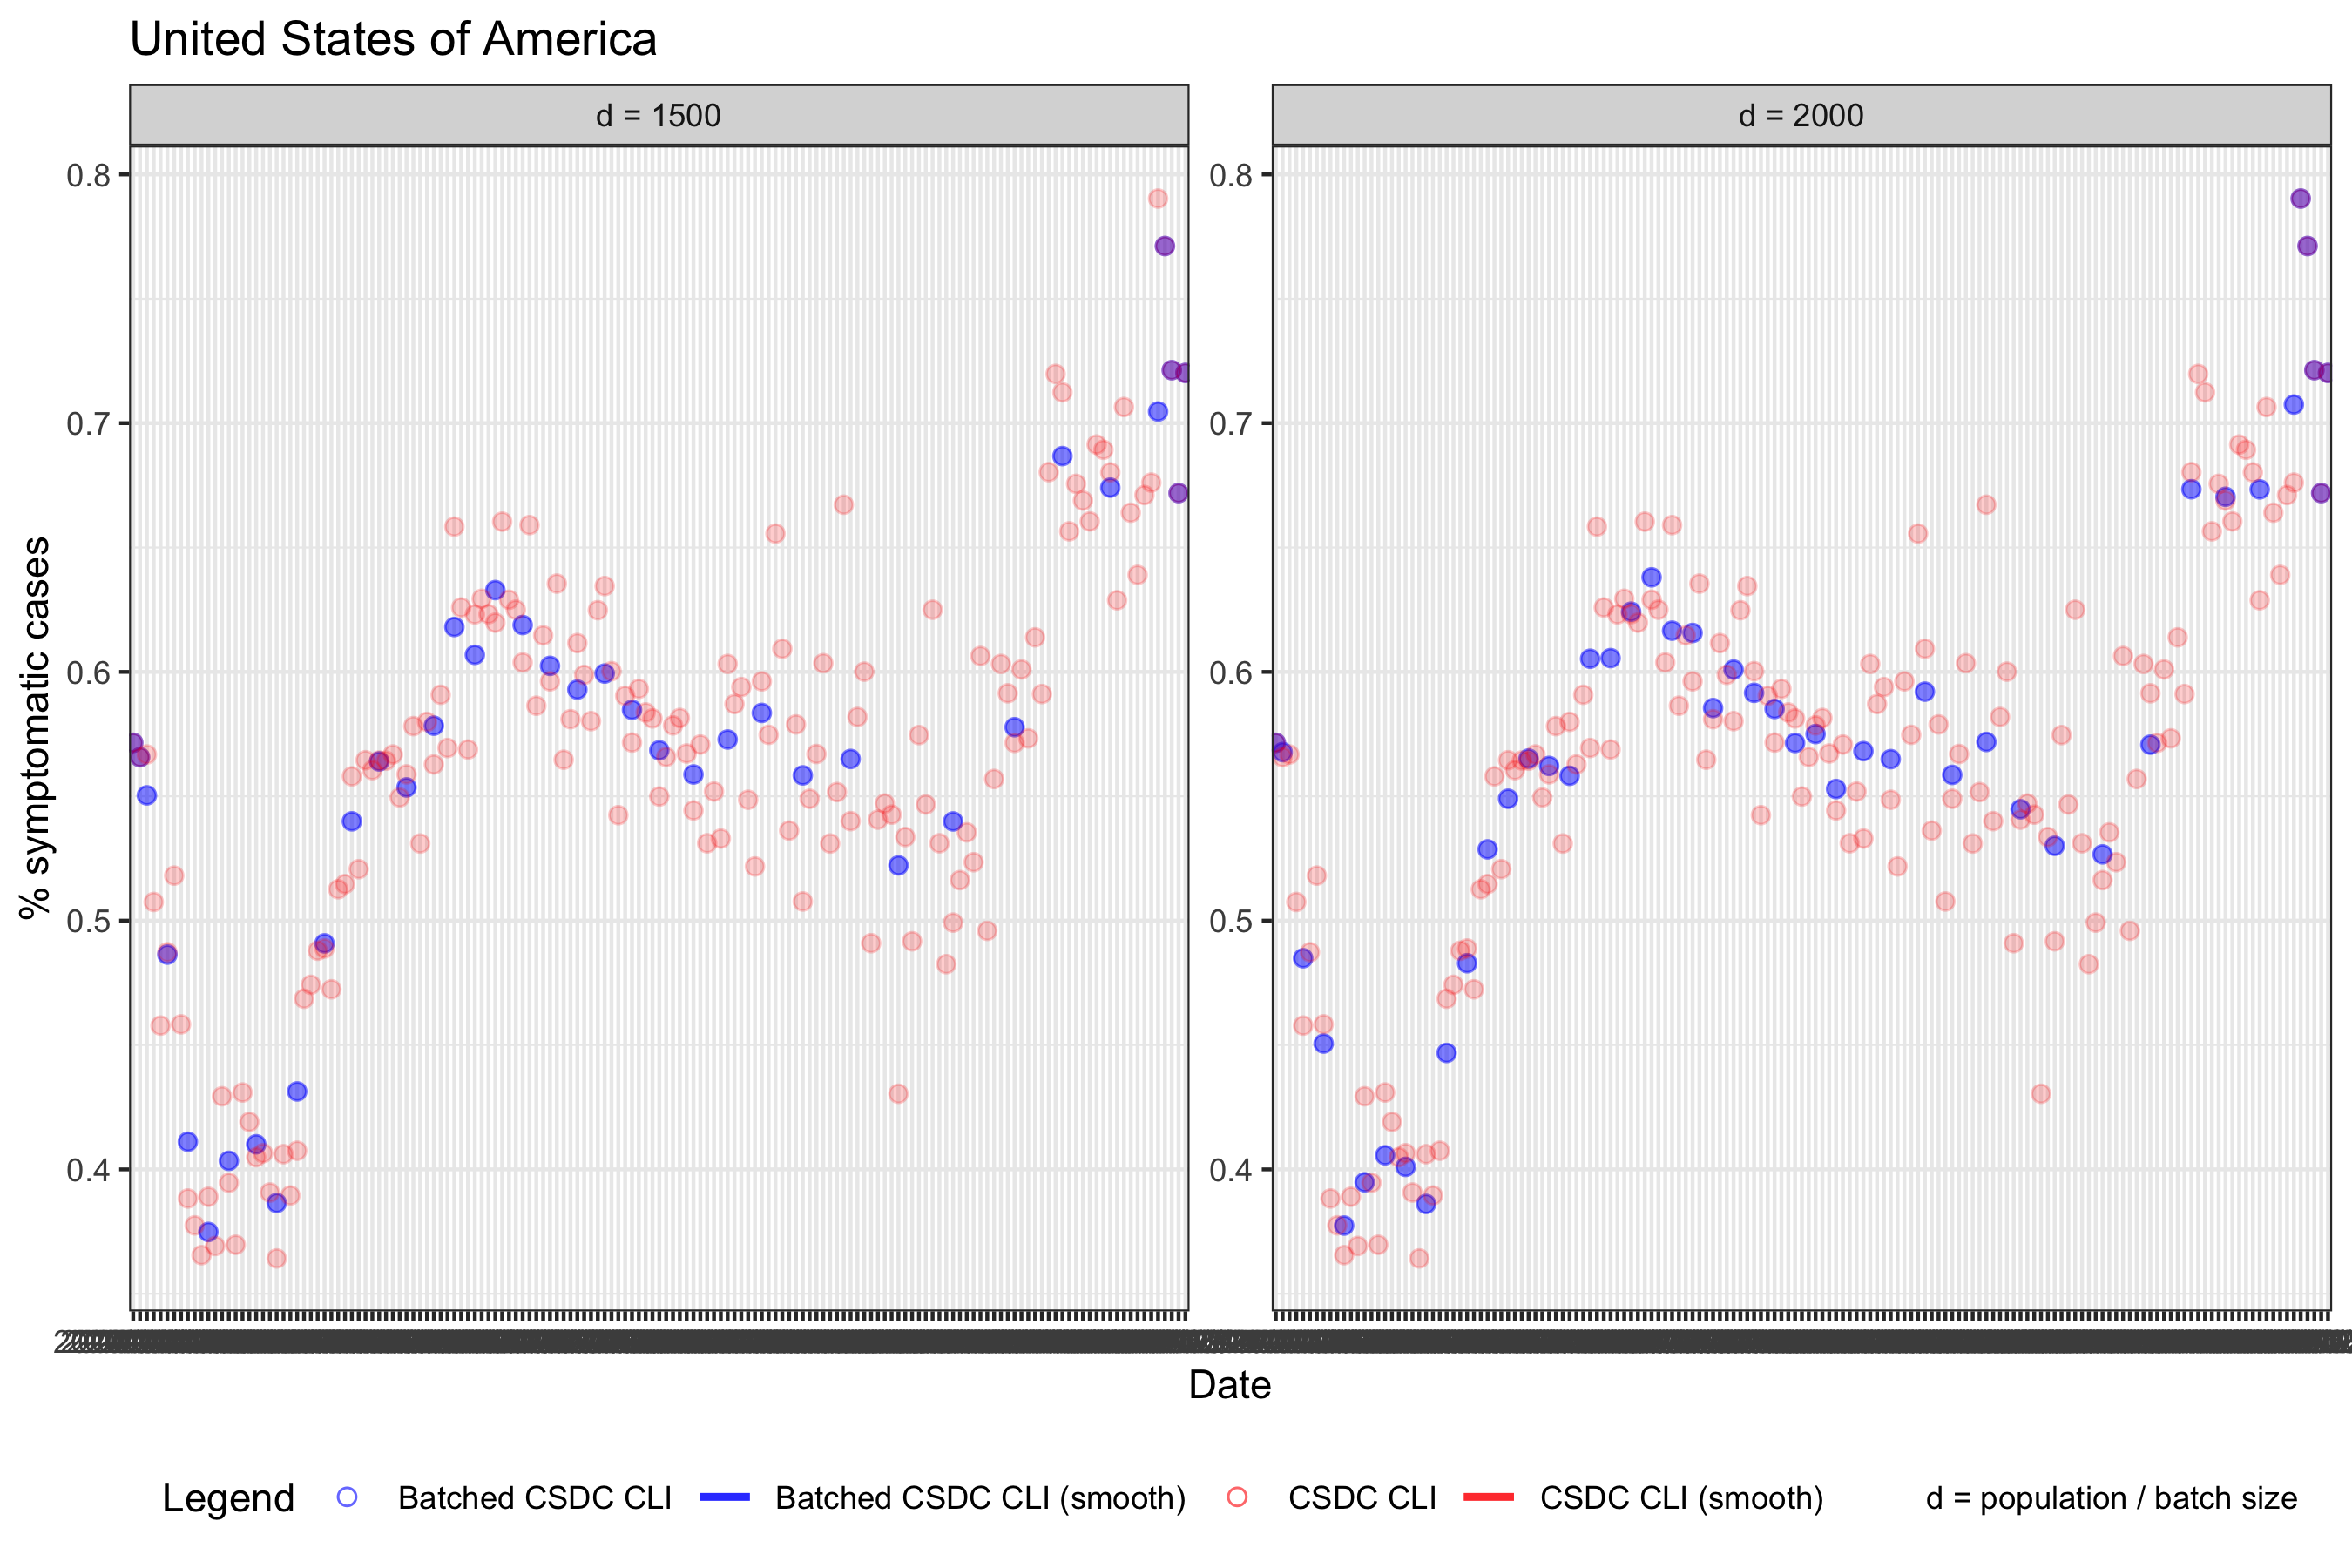 United States of America
d = 1500
d = 2000
% symptomatic cases
0.8
0.7
0.6
0.5
0.4
0.8
0.7
0.6
0.5
0.4
Date
Legend
Batched CSDC CLI
Batched CSDC CLI (smooth)
CSDC CLI
CSDC CLI (smooth)
d = population / batch size